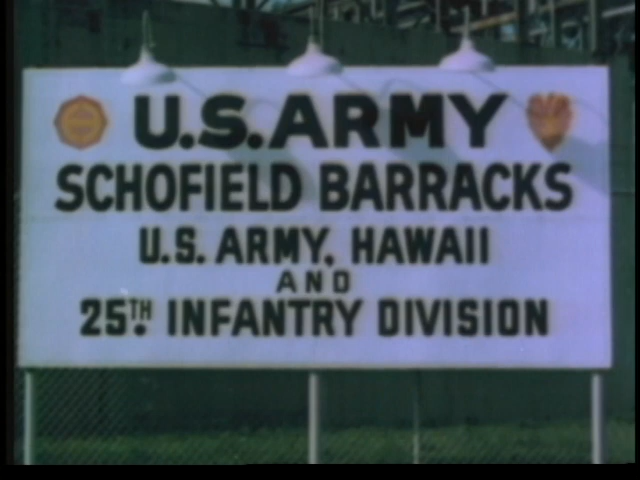 U.S. ARMY
SCHOFIELD BARRACKS
U.S. ARMY, HAWAII
AND
25TH. INFANTRY DIVISION